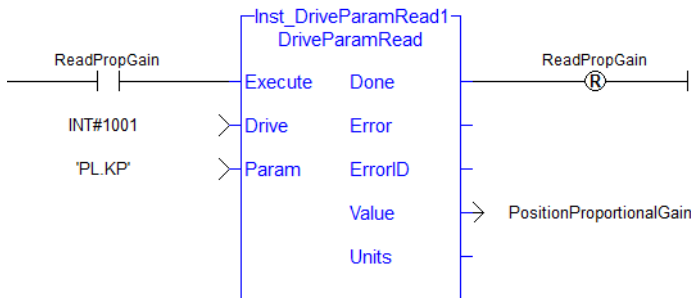 Inst_DriveParamRead1
DriveParamRead
ReadPropGain
ReadPropGain
Execute Done
R
INT#1001
Drive Error
'PL.KP'
Param ErrorID
Value
PositionProportionalGain
Units